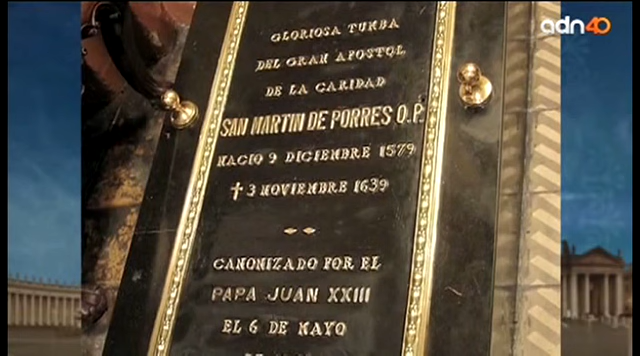 adn40
GLORIOSA TUMBA
DEL GRAN APOSTOL
DE LA CARIDAD
SAN MARTIN DE PORRES O.P.
NACIO 9 DICIEMBRE 1579
✝ 3 NOVIEMBRE 1639
CANONIZADO POR EL
PAPA JUAN XXIII
EL 6 DE MAYO